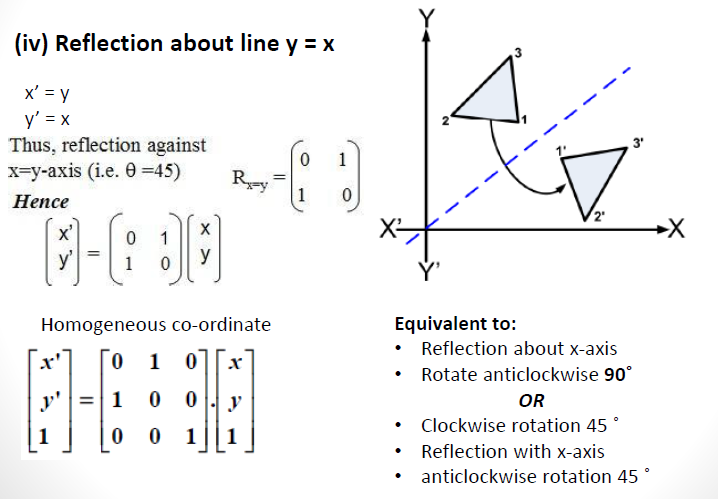 (iv) Reflection about line y = x
x’ = y
y’ = x
Thus, reflection against
x=y-axis (i.e. θ =45)
Rx=y = ( 0 1
1 0 )
Hence
( x' ) = ( 0 1 ) ( x )
( y' ) ( 1 0 ) ( y )
Homogeneous co-ordinate
[ x' ] = [ 0 1 0 ] . [ x ]
[ y' ] [ 1 0 0 ] [ y ]
[ 1 ] [ 0 0 1 ] [ 1 ]
Y
3
2
1
1'
3'
2'
X'
X
Y'
Equivalent to:
• Reflection about x-axis
• Rotate anticlockwise 90°
OR
• Clockwise rotation 45 °
• Reflection with x-axis
• anticlockwise rotation 45 °